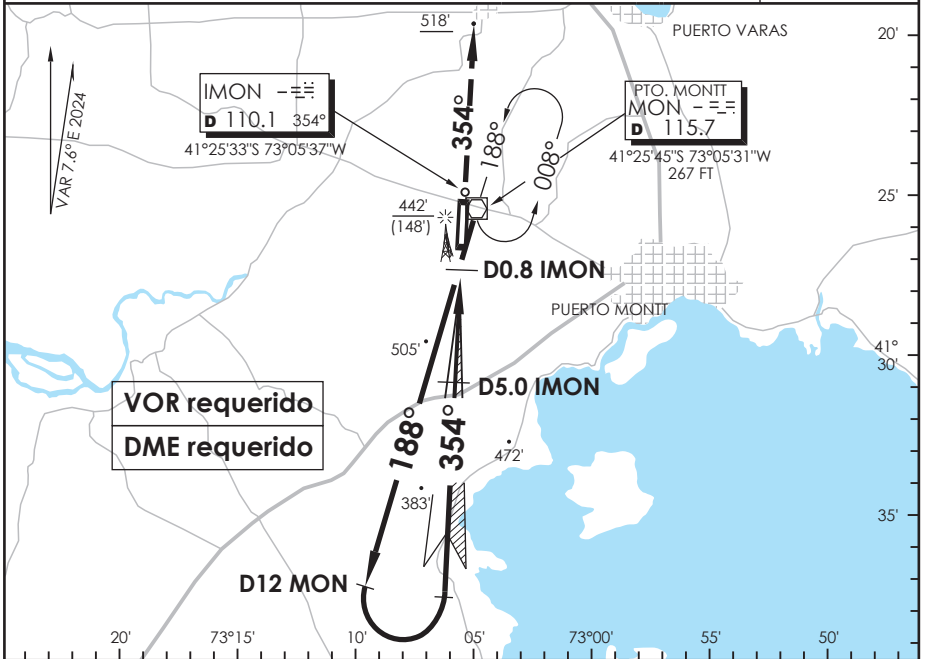 518'
PUERTO VARAS
20'
VAR 7.6° E 2024
IMON
D 110.1 354°
41°25'33"S 73°05'37"W
354°
188°
008°
PTO. MONTT
MON
D 115.7
41°25'45"S 73°05'31"W
267 FT
25'
442'
(148')
D0.8 IMON
PUERTO MONTT
505'
41°
30'
D5.0 IMON
VOR requerido
DME requerido
188°
354°
472'
383'
35'
D12 MON
20'
73°15'
10'
05'
73°00'
55'
50'